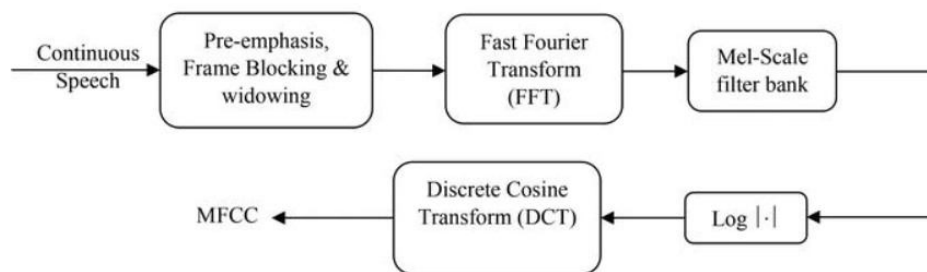 Continuous
Speech
Pre-emphasis,
Frame Blocking &
widowing
Fast Fourier
Transform
(FFT)
Mel-Scale
filter bank
Log |·|
Discrete Cosine
Transform (DCT)
MFCC